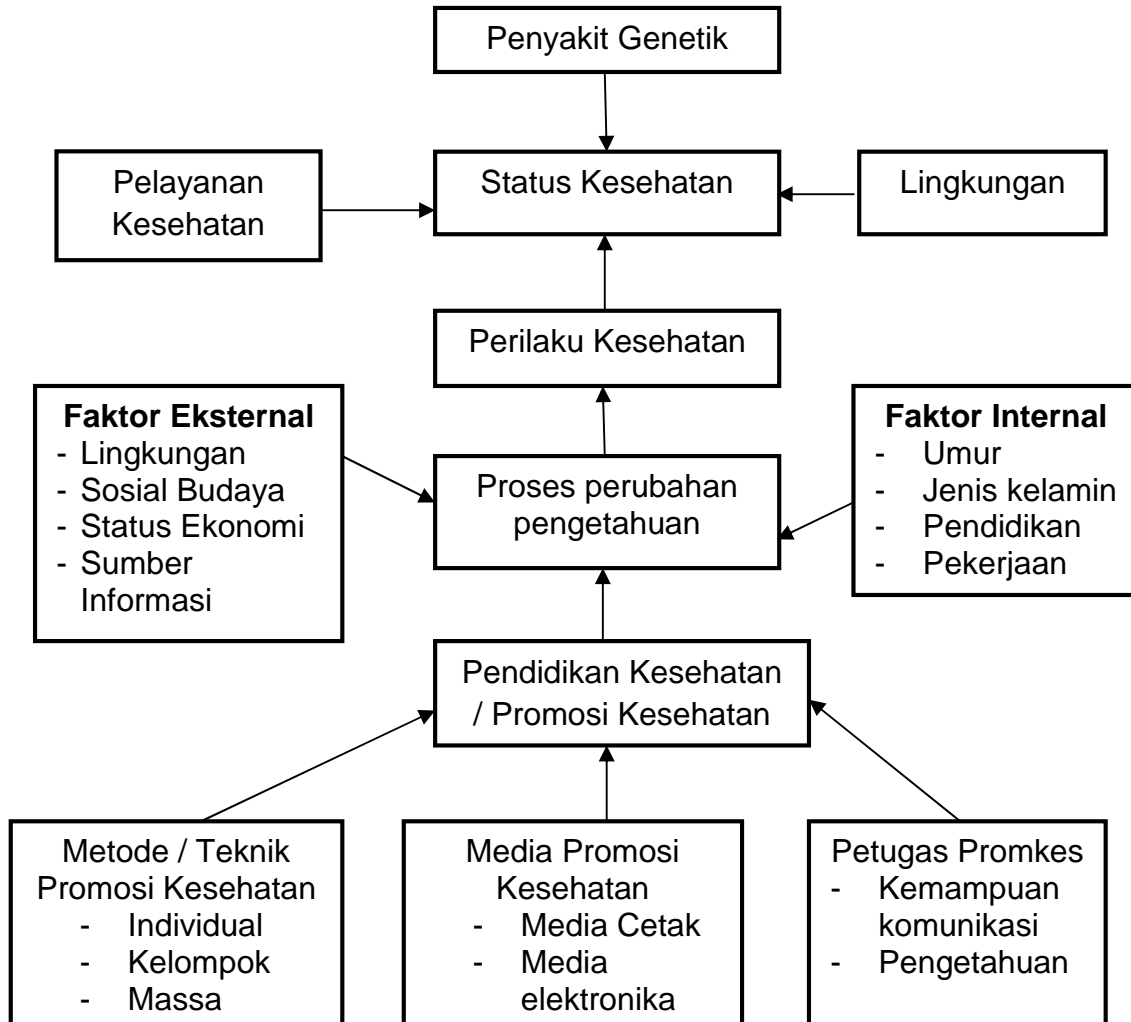 Penyakit Genetik
Pelayanan
Kesehatan
Status Kesehatan
Lingkungan
Perilaku Kesehatan
Faktor Eksternal
- Lingkungan
- Sosial Budaya
- Status Ekonomi
- Sumber
Informasi
Proses perubahan
pengetahuan
Faktor Internal
- Umur
- Jenis kelamin
- Pendidikan
- Pekerjaan
Pendidikan Kesehatan
/ Promosi Kesehatan
Metode / Teknik
Promosi Kesehatan
- Individual
- Kelompok
- Massa
Media Promosi
Kesehatan
- Media Cetak
- Media
elektronika
Petugas Promkes
- Kemampuan
komunikasi
- Pengetahuan